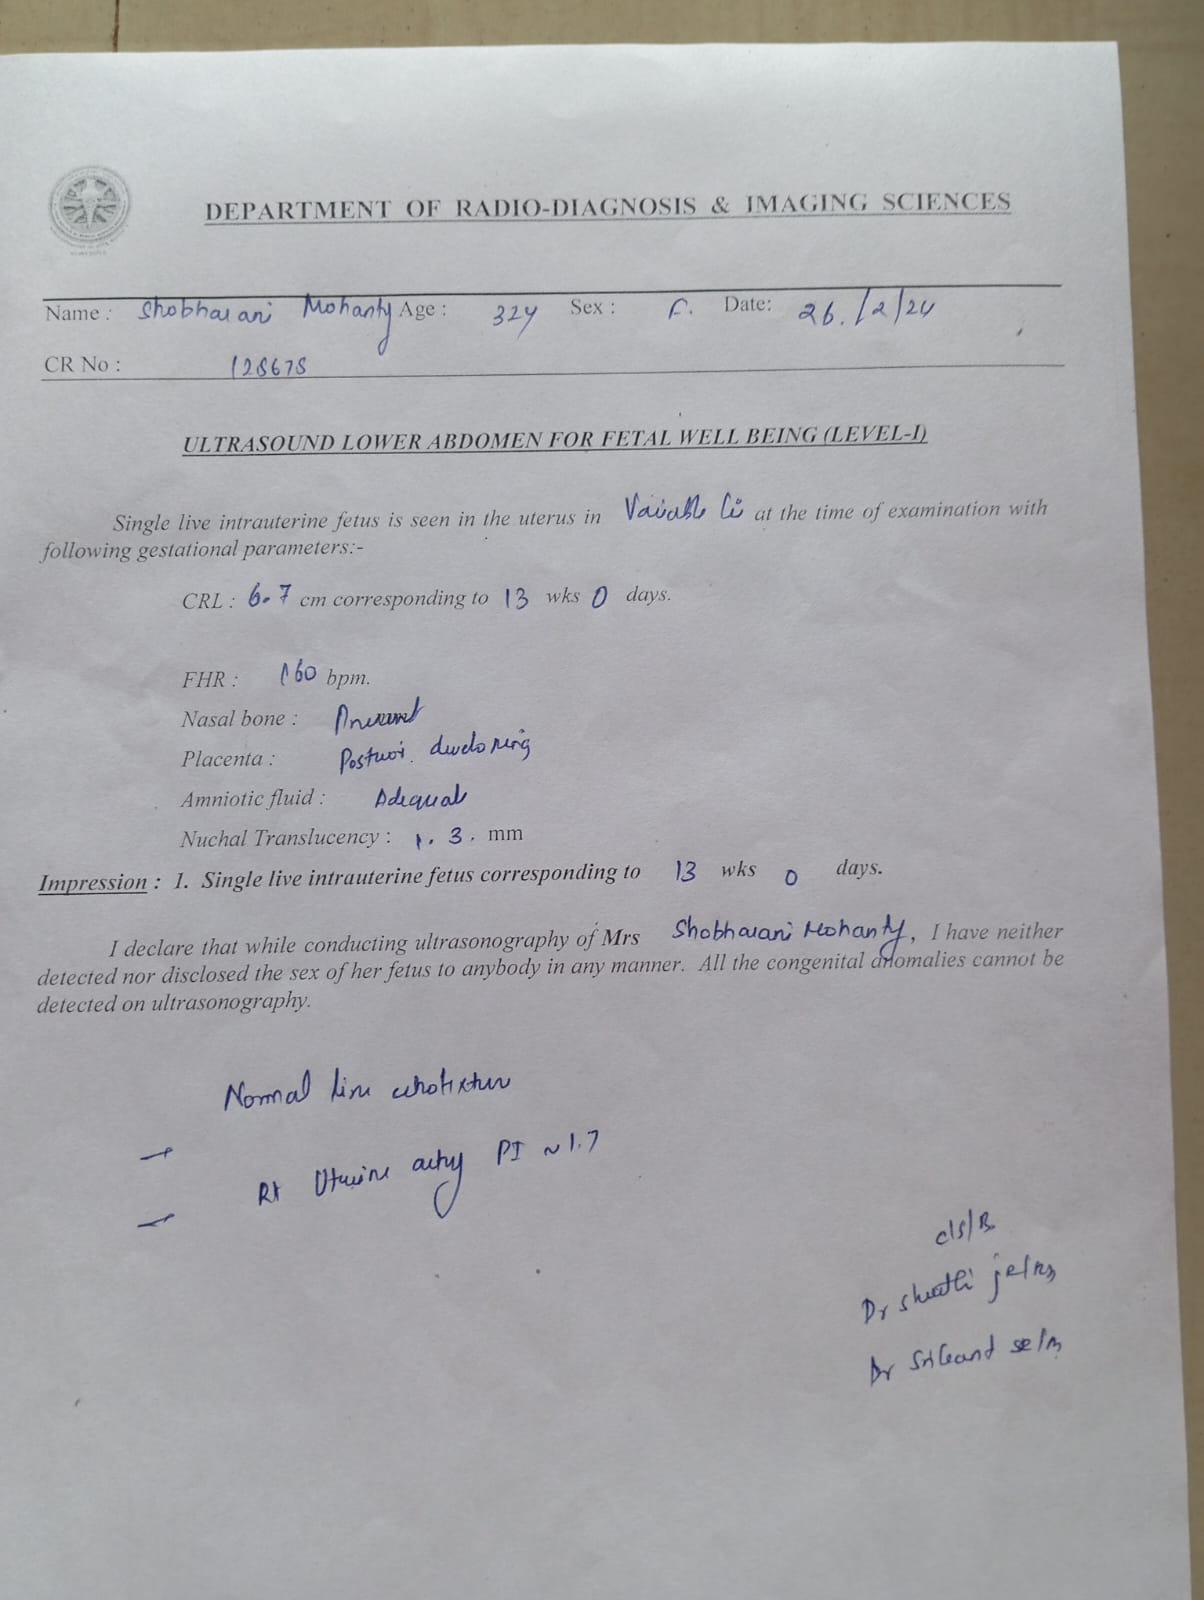 DEPARTMENT OF RADIO-DIAGNOSIS & IMAGING SCIENCES
Name : Shobharani Mohanty Age : 32y Sex : F. Date: 26/2/24
CR No : 128678
ULTRASOUND LOWER ABDOMEN FOR FETAL WELL BEING (LEVEL-I)
Single live intrauterine fetus is seen in the uterus in Variable lie at the time of examination with
following gestational parameters:-
CRL : 6.7 cm corresponding to 13 wks 0 days.
FHR : 160 bpm.
Nasal bone : Present
Placenta : Posterior. developing
Amniotic fluid : Adequate
Nuchal Translucency : 1.3. mm
Impression : 1. Single live intrauterine fetus corresponding to 13 wks 0 days.
I declare that while conducting ultrasonography of Mrs Shobharani Mohanty, I have neither
detected nor disclosed the sex of her fetus to anybody in any manner. All the congenital anomalies cannot be
detected on ultrasonography.
Normal
Rt Uterine artery PI ~ 1.7
Dr
Dr